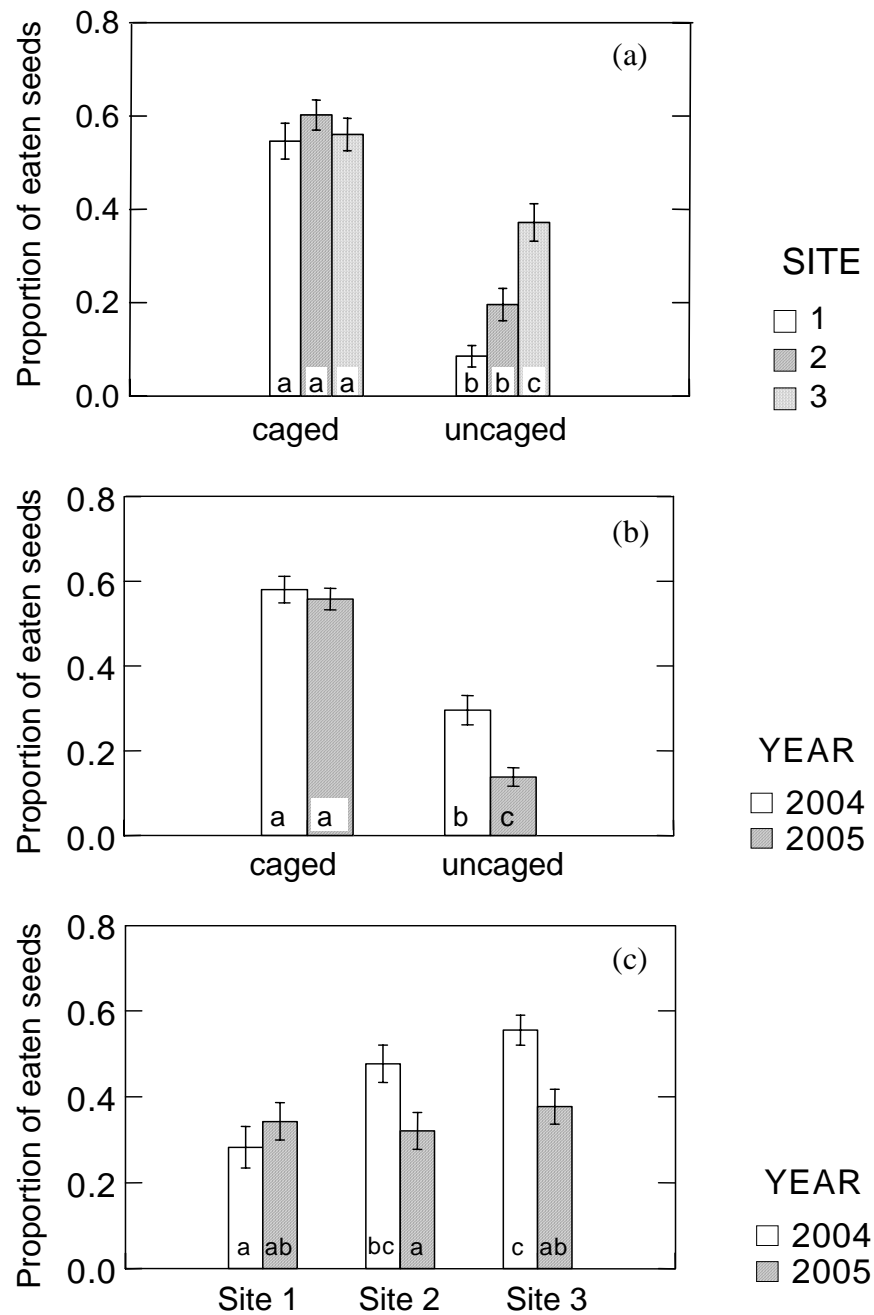 Proportion of eaten seeds
0.8
0.6
0.4
0.2
0.0
(a)
a a a b b c
caged uncaged
SITE
1
2
3
Proportion of eaten seeds
0.8
0.6
0.4
0.2
0.0
(b)
a a b c
caged uncaged
YEAR
2004
2005
Proportion of eaten seeds
0.8
0.6
0.4
0.2
0.0
(c)
a ab bc a c ab
Site 1 Site 2 Site 3
YEAR
2004
2005